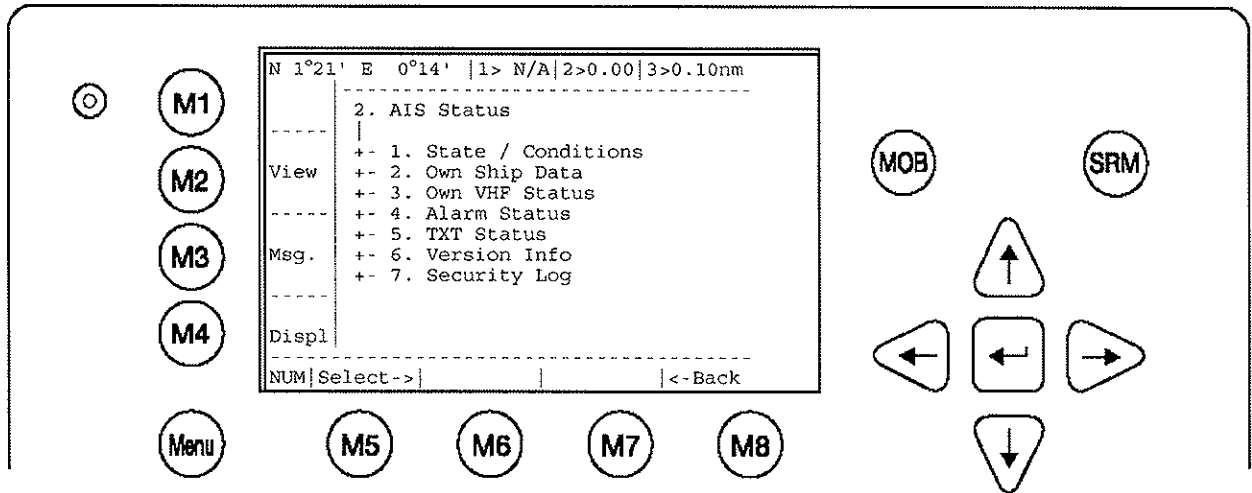 N 1°21' E 0°14' |1> N/A|2>0.00|3>0.10nm
2. AIS Status
+- 1. State / Conditions
+- 2. Own Ship Data
+- 3. Own VHF Status
+- 4. Alarm Status
+- 5. TXT Status
+- 6. Version Info
+- 7. Security Log
View
Msg.
Displ
NUM|Select->| | |<-Back
M1
M2
M3
M4
Menu
M5
M6
M7
M8
MOB
SRM